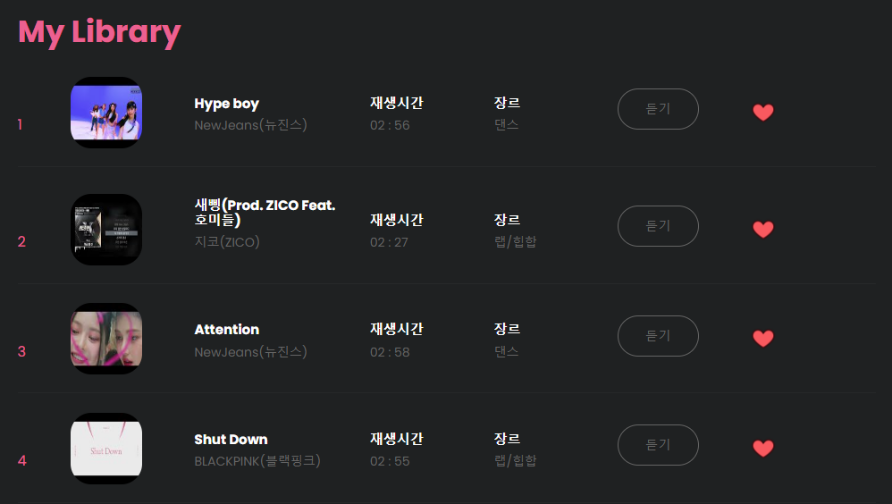 My Library
1
Hype boy
NewJeans(뉴진스)
재생시간
02 : 56
장르
댄스
듣기
2
새삥(Prod. ZICO Feat.
호미들)
지코(ZICO)
재생시간
02 : 27
장르
랩/힙합
듣기
3
Attention
NewJeans(뉴진스)
재생시간
02 : 58
장르
댄스
듣기
4
Shut Down
Shut Down
BLACKPINK(블랙핑크)
재생시간
02 : 55
장르
랩/힙합
듣기